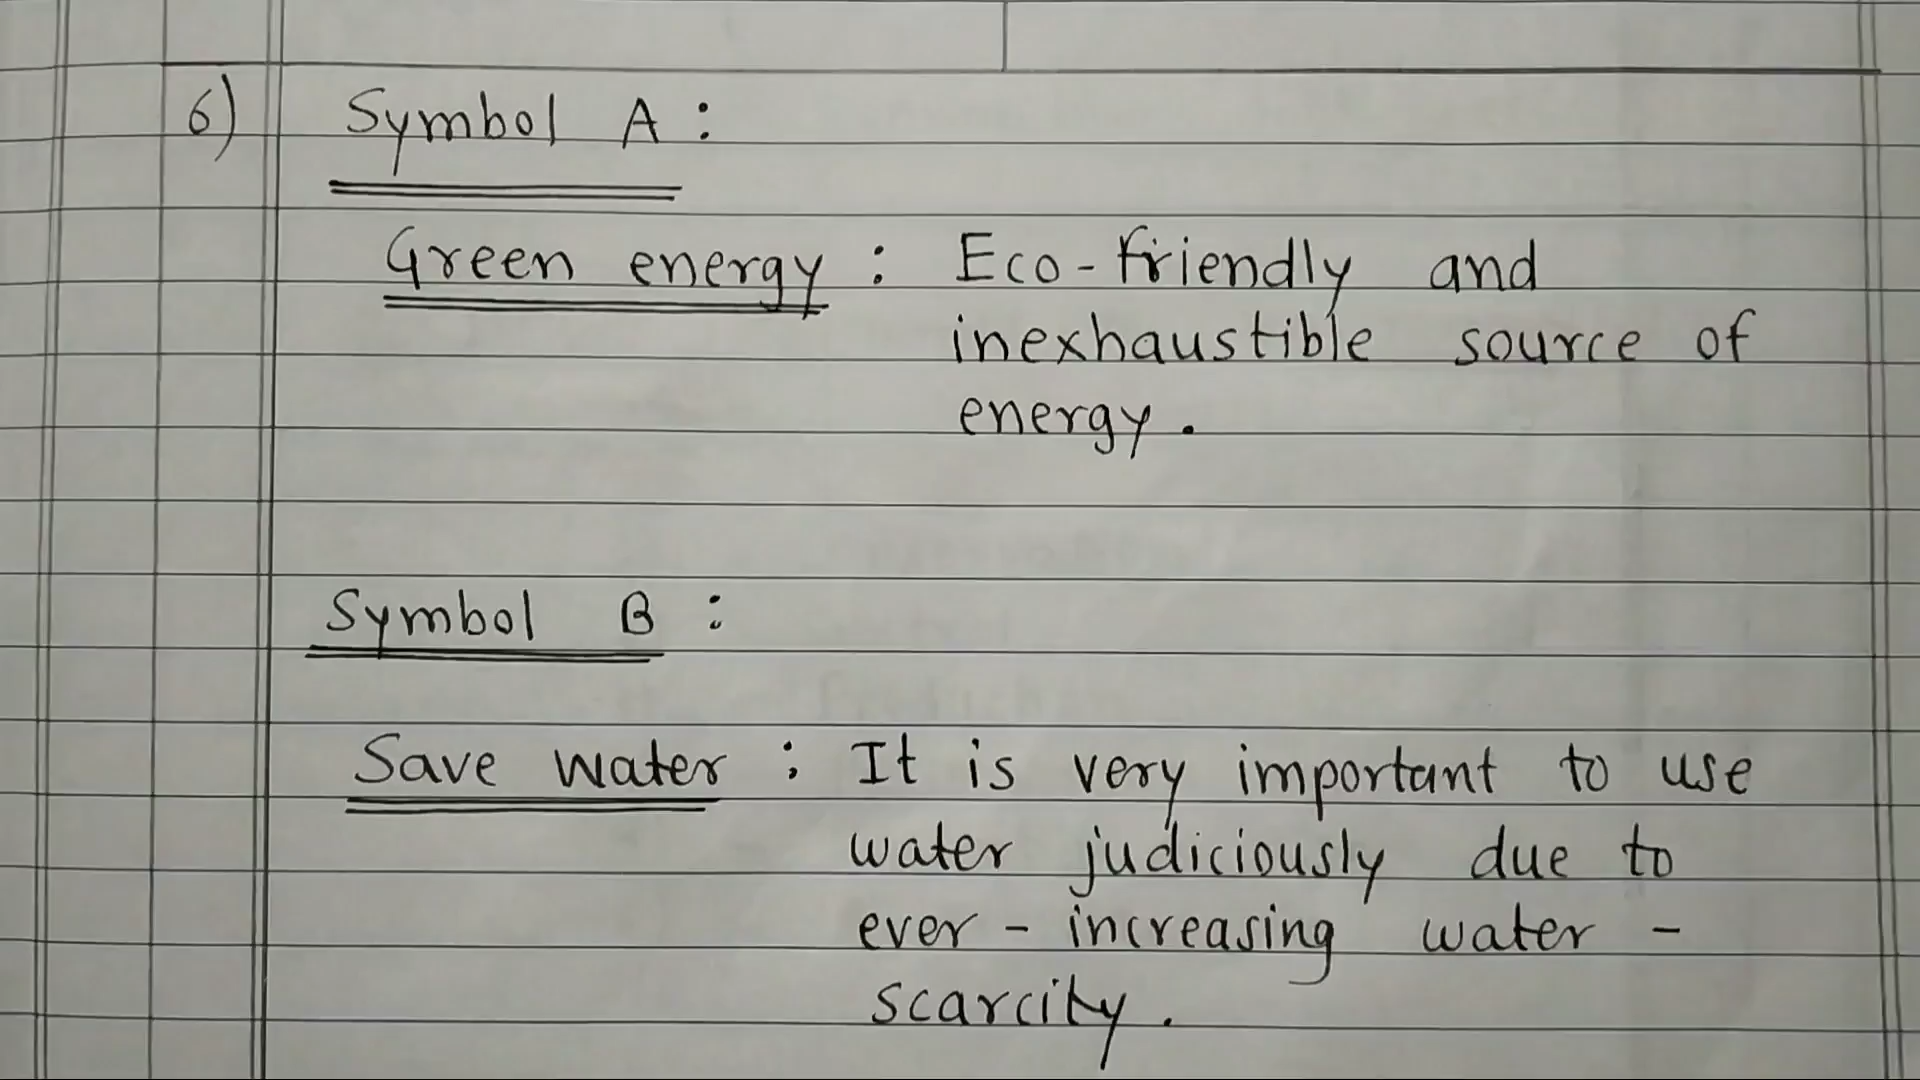 6) Symbol A :
Green energy : Eco-friendly and
inexhaustible source of
energy.
Symbol B :
Save water : It is very important to use
water judiciously due to
ever - increasing water -
scarcity.